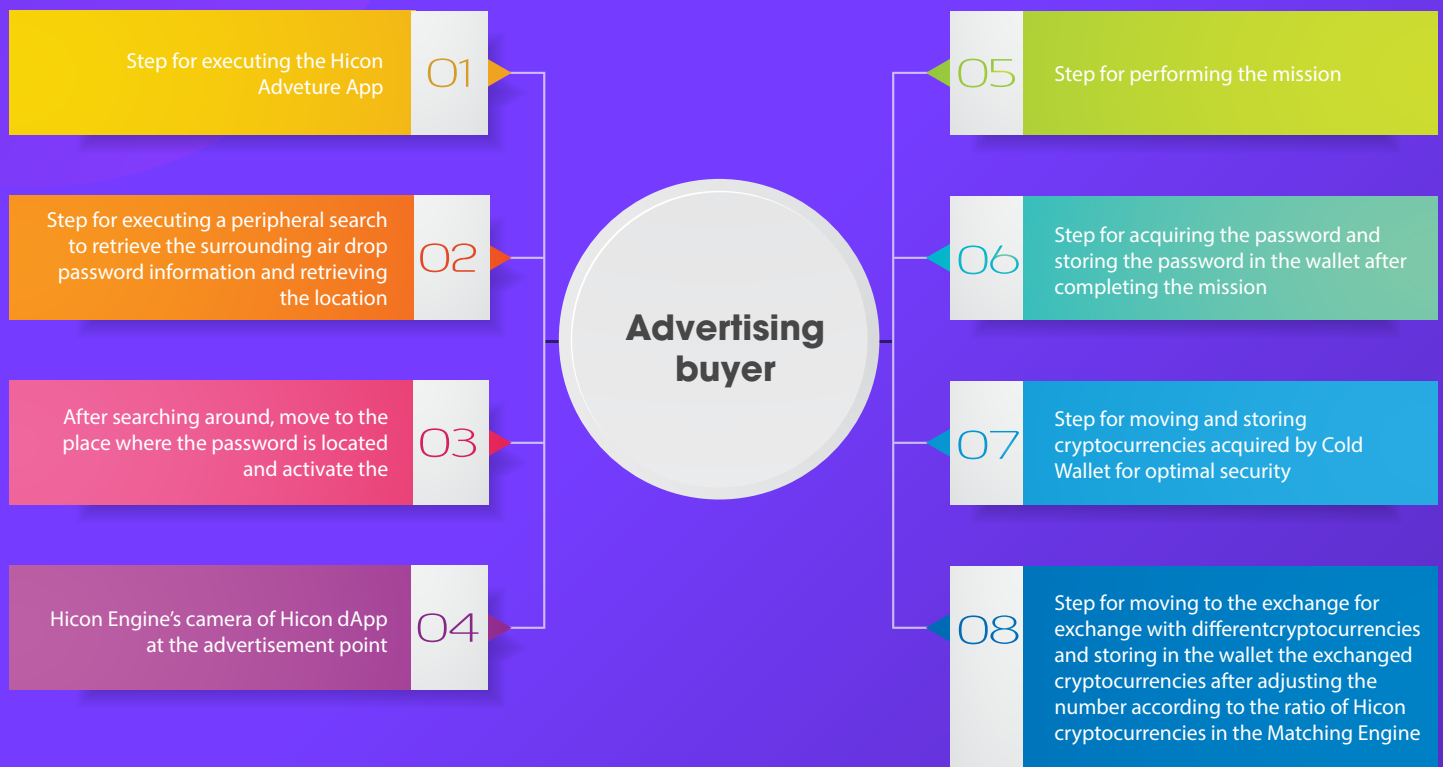 01
Step for executing the Hicon
Adveture App
02
Step for executing a peripheral search
to retrieve the surrounding air drop
password information and retrieving
the location
03
After searching around, move to the
place where the password is located
and activate the
04
Hicon Engine’s camera of Hicon dApp
at the advertisement point
Advertising
buyer
05
Step for performing the mission
06
Step for acquiring the password and
storing the password in the wallet after
completing the mission
07
Step for moving and storing
cryptocurrencies acquired by Cold
Wallet for optimal security
08
Step for moving to the exchange for
exchange with differentcryptocurrencies
and storing in the wallet the exchanged
cryptocurrencies after adjusting the
number according to the ratio of Hicon
cryptocurrencies in the Matching Engine